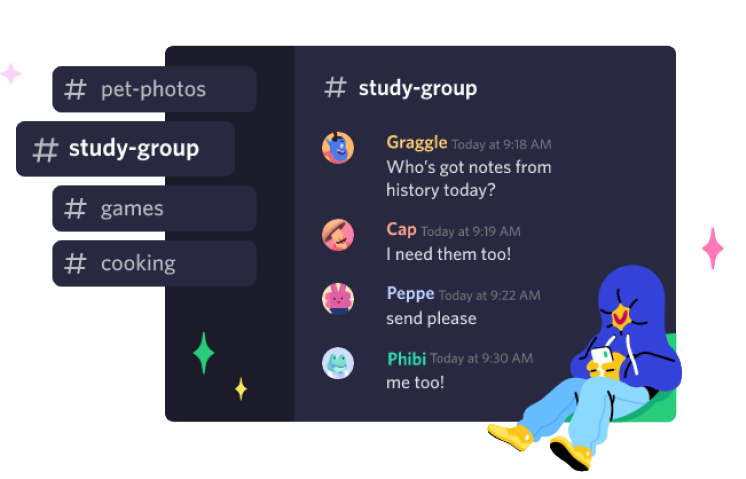 # pet-photos
# study-group
# games
# cooking
# study-group
Graggle Today at 9:18 AM
Who's got notes from
history today?
Cap Today at 9:19 AM
I need them too!
Peppe Today at 9:22 AM
send please
Phibi Today at 9:30 AM
me too!